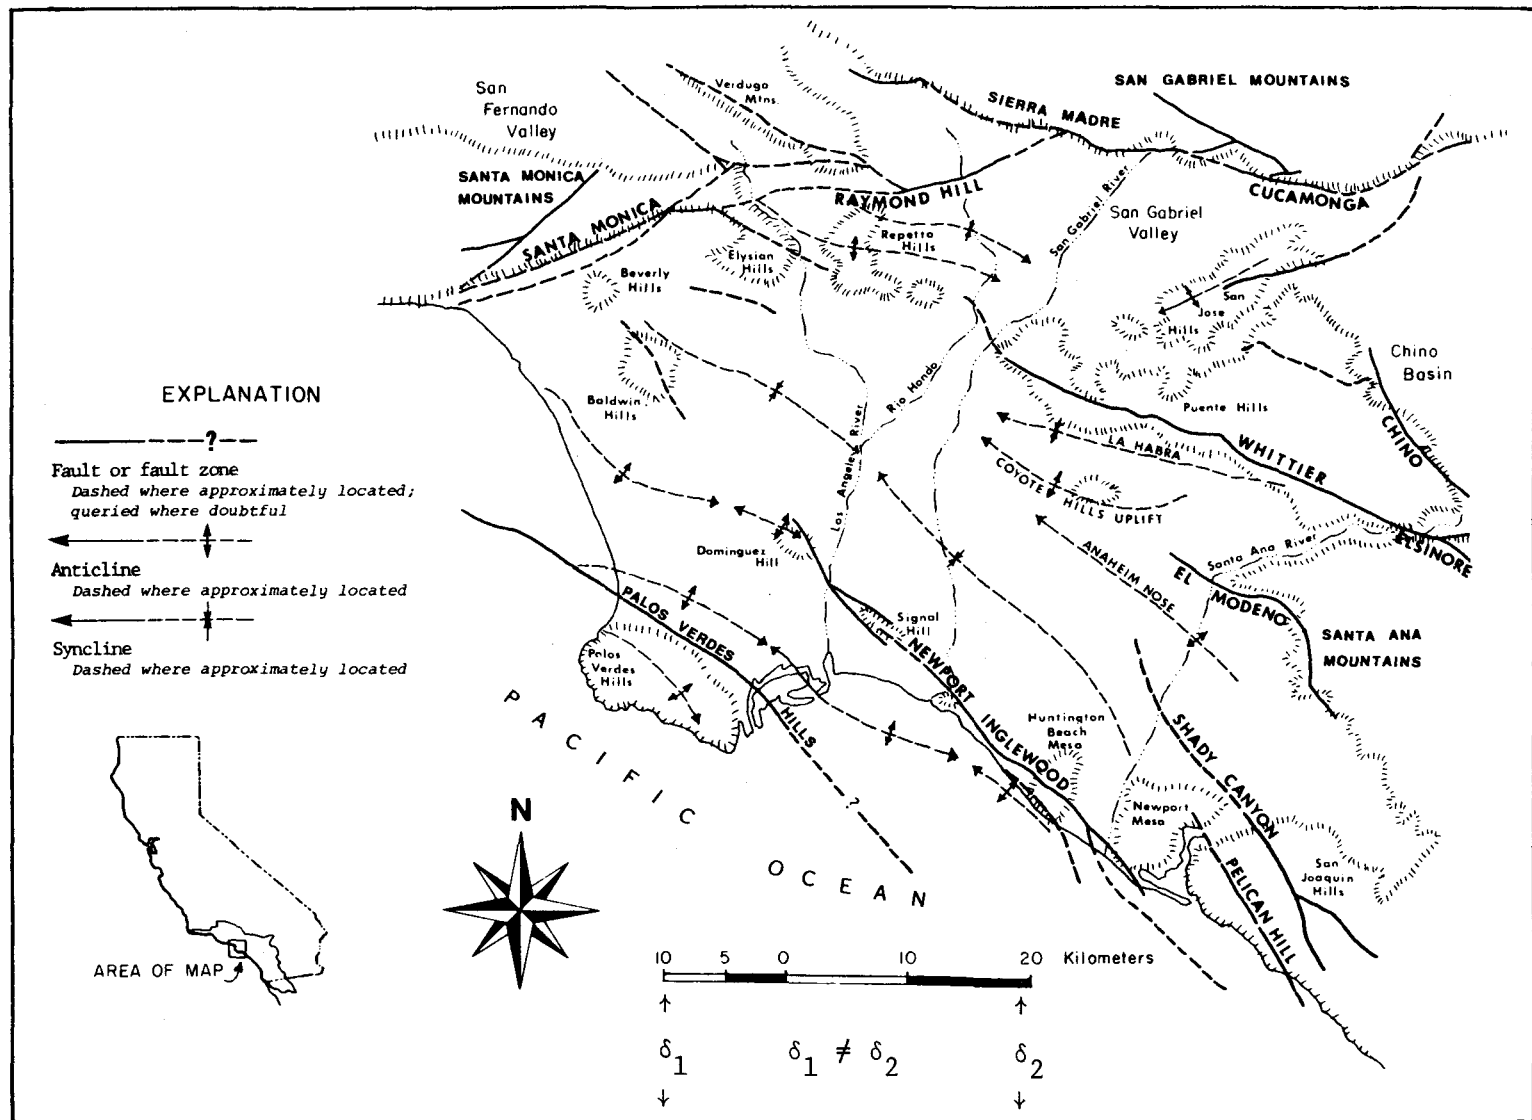 San
Fernando
Valley
Verdugo
Mtns.
SAN GABRIEL MOUNTAINS
SIERRA MADRE
SANTA MONICA
MOUNTAINS
SANTA MONICA
RAYMOND HILL
San Gabriel River
San Gabriel
Valley
CUCAMONGA
Repetto
Hills
Elysian
Hills
Beverly
Hills
San
Jose
Hills
Chino
Basin
Baldwin
Hills
Rio Hondo
Los Angeles River
Puente Hills
WHITTIER
CHINO
LA HABRA
COYOTE HILLS UPLIFT
EXPLANATION
?
Fault or fault zone
Dashed where approximately located;
queried where doubtful
Anticline
Dashed where approximately located
Syncline
Dashed where approximately located
Dominguez
Hill
ANAHEIM NOSE
Santa Ana River
ELSINORE
EL MODENO
SANTA ANA
MOUNTAINS
PALOS VERDES
HILLS
Palos
Verdes
Hills
Signal
Hill
NEWPORT
INGLEWOOD
Huntington
Beach
Mesa
SHADY CANYON
Newport
Mesa
San
Joaquin
Hills
PELICAN HILL
?
PACIFIC
OCEAN
N
AREA OF MAP
10 5 0 10 20 Kilometers
δ1 δ1 ≠ δ2 δ2